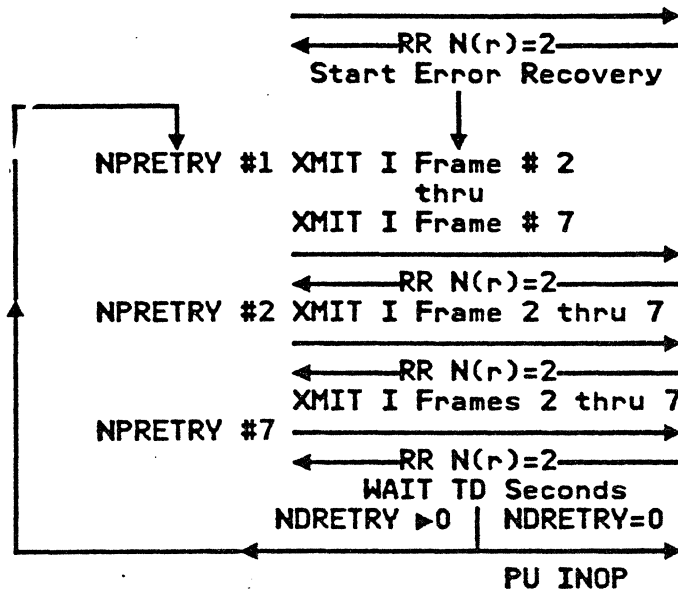 RR N(r)=2
Start Error Recovery
NPRETRY #1 XMIT I Frame # 2
thru
XMIT I Frame # 7
RR N(r)=2
NPRETRY #2 XMIT I Frame 2 thru 7
RR N(r)=2
XMIT I Frames 2 thru 7
NPRETRY #7
RR N(r)=2
WAIT TD Seconds
NDRETRY >0 NDRETRY=0
PU INOP